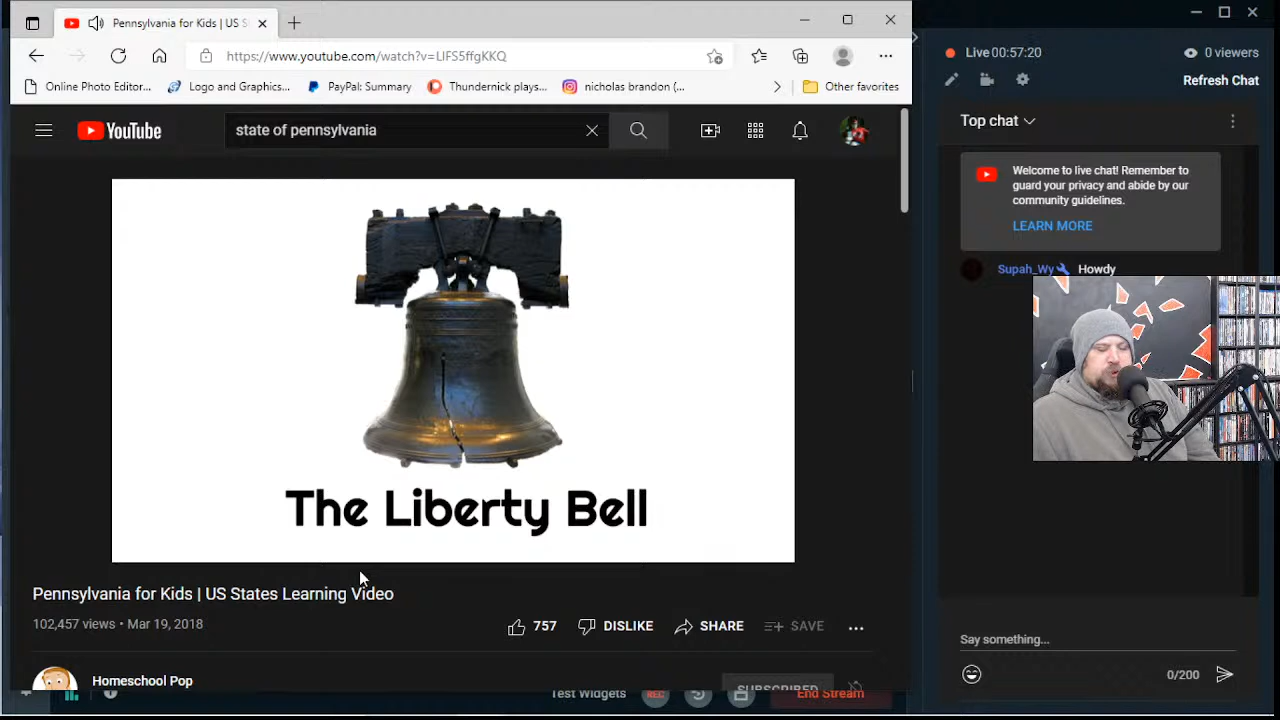 Pennsylvania for Kids | US S
https://www.youtube.com/watch?v=LIFS5ffgKKQ
Online Photo Editor...
Logo and Graphics...
PayPal: Summary
Thundernick plays...
nicholas brandon (...
Other favorites
YouTube
state of pennsylvania
The Liberty Bell
Pennsylvania for Kids | US States Learning Video
102,457 views • Mar 19, 2018
757
DISLIKE
SHARE
SAVE
Homeschool Pop
SUBSCRIBED
Test Widgets
REC
End Stream
Live 00:57:20
0 viewers
Refresh Chat
Top chat
Welcome to live chat! Remember to
guard your privacy and abide by our
community guidelines.
LEARN MORE
Supah_Wy Howdy
Say something...
0/200